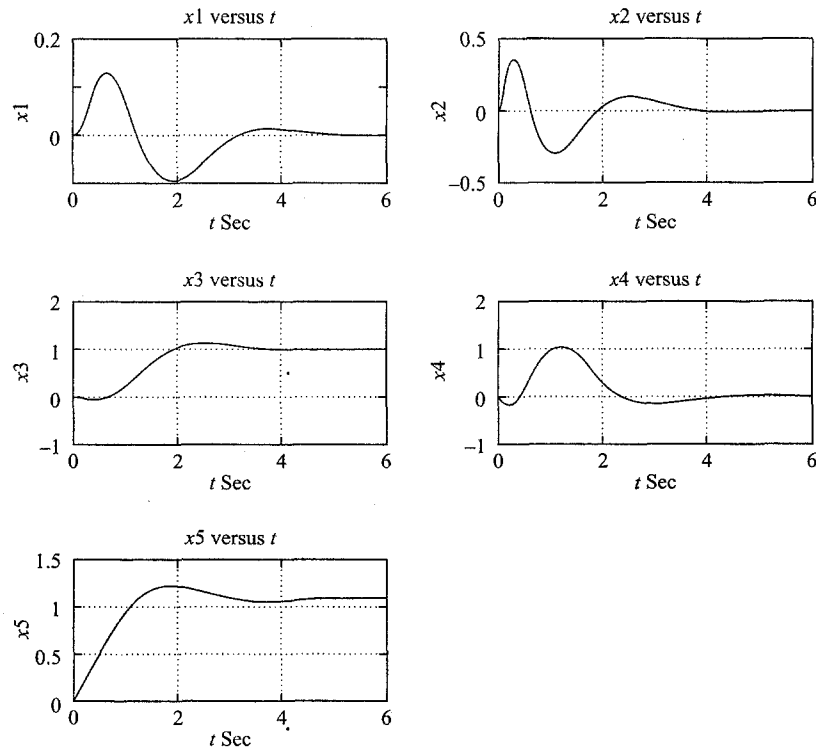 x1 versus t
0.2
x1
0
0 2 4 6
t Sec
x2 versus t
0.5
x2
0
–0.5
0 2 4 6
t Sec
x3 versus t
2
1
x3
0
–1
0 2 4 6
t Sec
x4 versus t
2
1
x4
0
–1
0 2 4 6
t Sec
x5 versus t
1.5
1
x5
0.5
0
0 2 4 6
t Sec